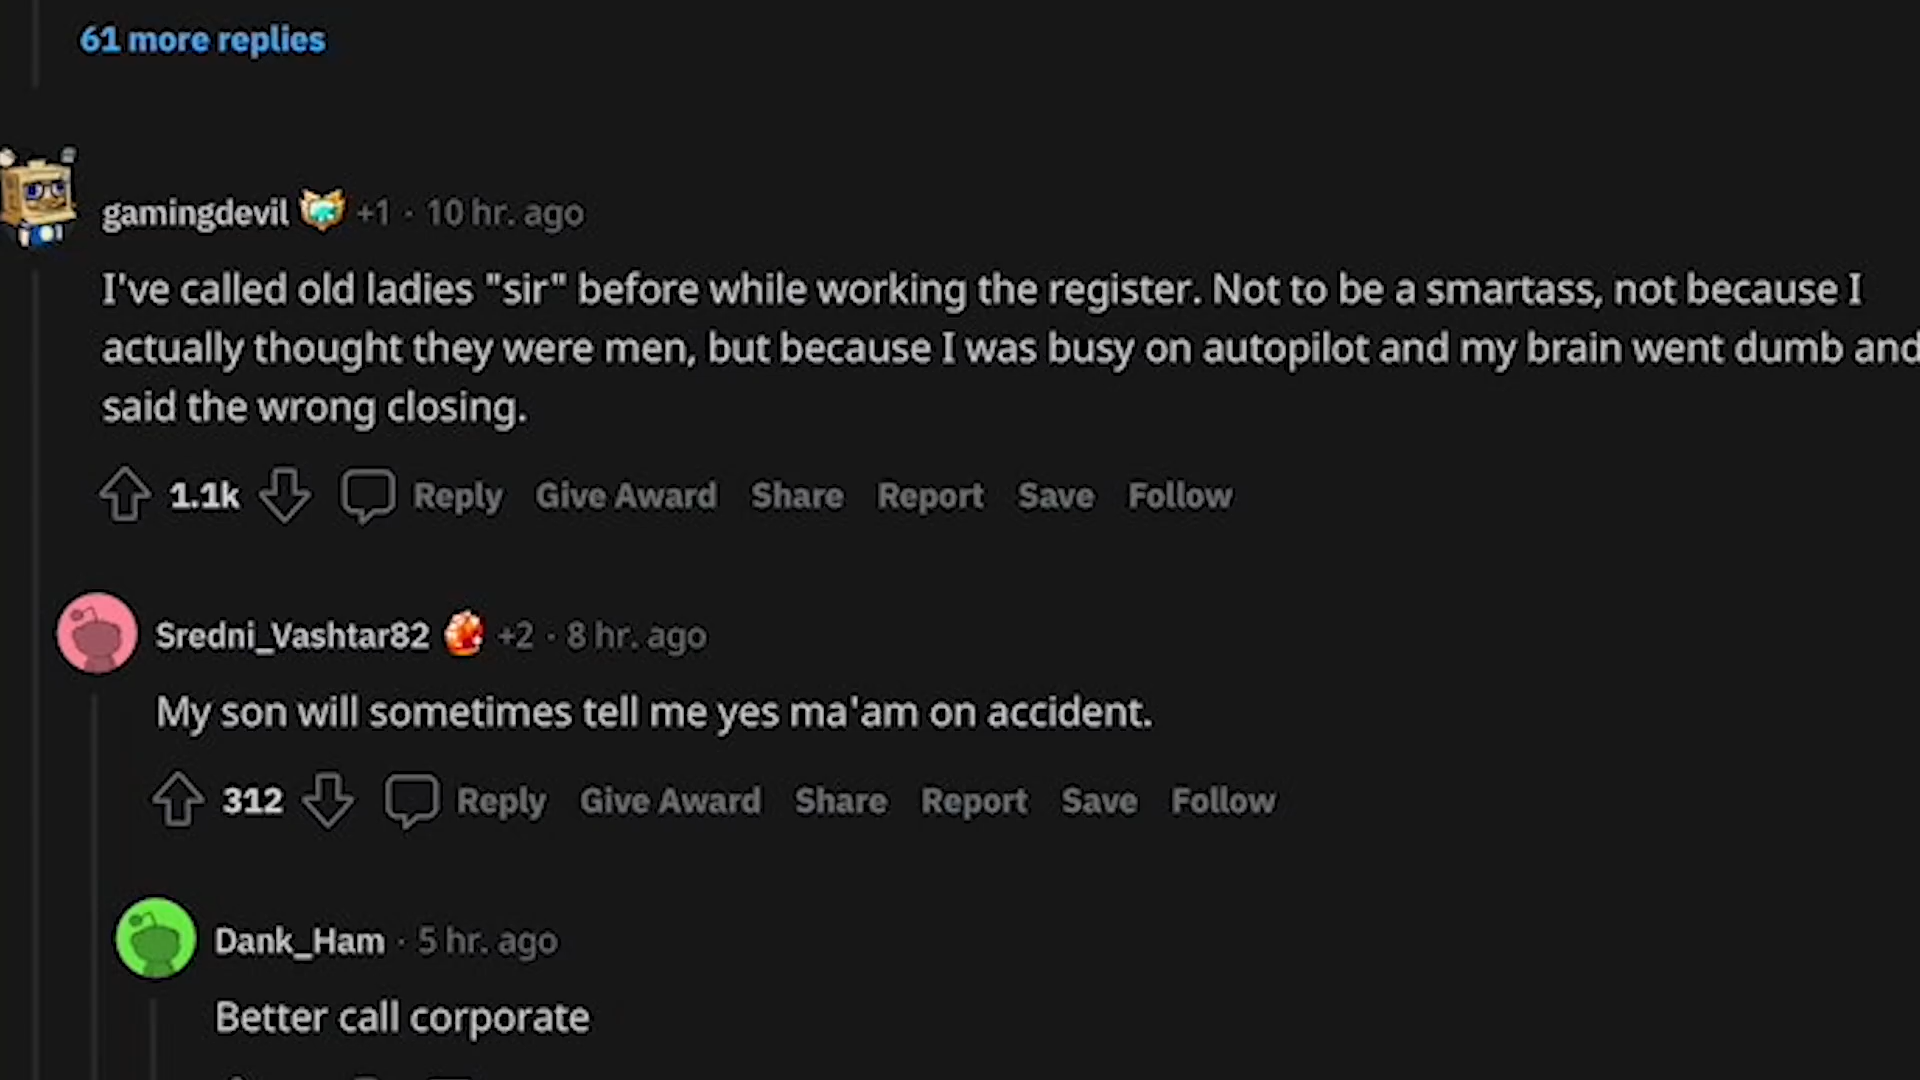 61 more replies
gamingdevil +1 · 10 hr. ago
I've called old ladies "sir" before while working the register. Not to be a smartass, not because I
actually thought they were men, but because I was busy on autopilot and my brain went dumb and
said the wrong closing.
1.1k Reply Give Award Share Report Save Follow
Sredni_Vashtar82 +2 · 8 hr. ago
My son will sometimes tell me yes ma'am on accident.
312 Reply Give Award Share Report Save Follow
Dank_Ham · 5 hr. ago
Better call corporate